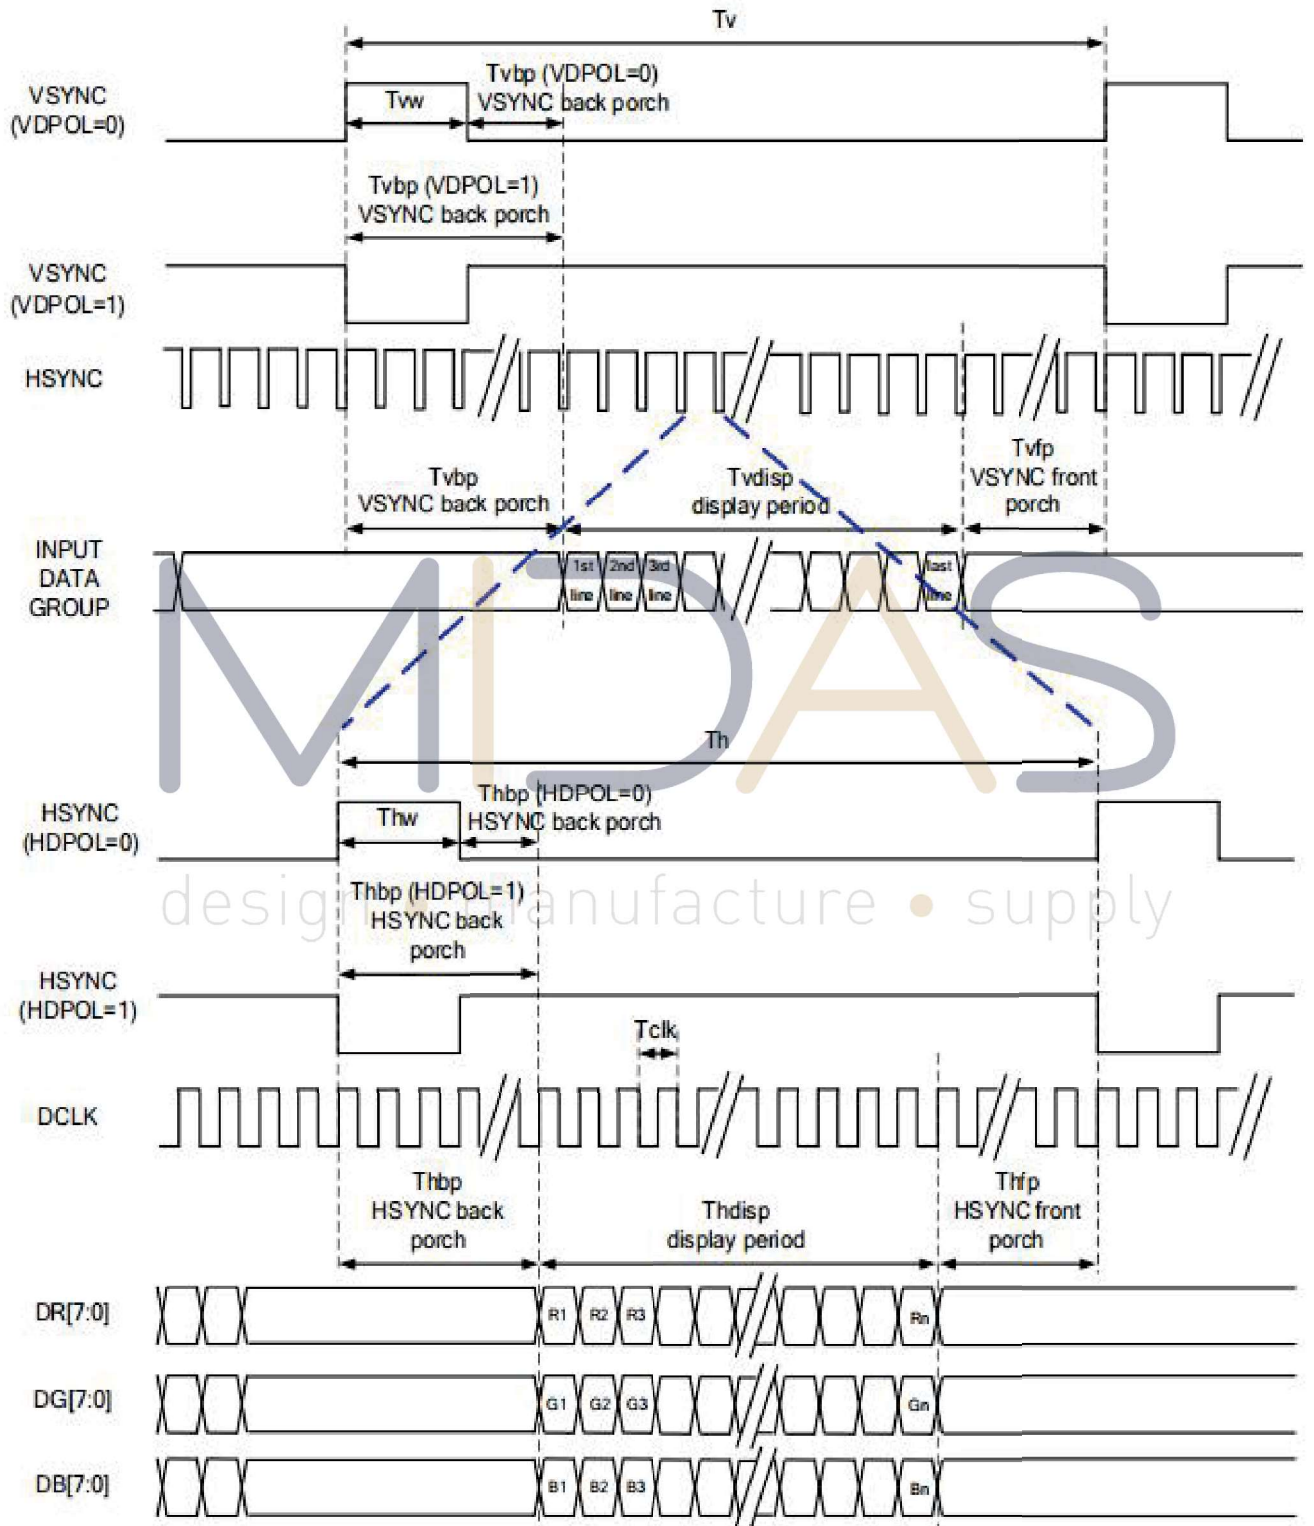 Tv
VSYNC
(VDPOL=0)
Tvw
Tvbp (VDPOL=0)
VSYNC back porch
Tvbp (VDPOL=1)
VSYNC back porch
VSYNC
(VDPOL=1)
HSYNC
Tvbp
VSYNC back porch
Tvdisp
display period
Tvfp
VSYNC front
porch
INPUT
DATA
GROUP
1st
line
2nd
line
3rd
line
last
line
MIDAS
Th
HSYNC
(HDPOL=0)
Thw
Thbp (HDPOL=0)
HSYNC back porch
design • manufacture • supply
Thbp (HDPOL=1)
HSYNC back
porch
HSYNC
(HDPOL=1)
Tclk
DCLK
Thbp
HSYNC back
porch
Thdisp
display period
Thfp
HSYNC front
porch
DR[7:0]
R1 R2 R3 Rn
DG[7:0]
G1 G2 G3 Gn
DB[7:0]
B1 B2 B3 Bn